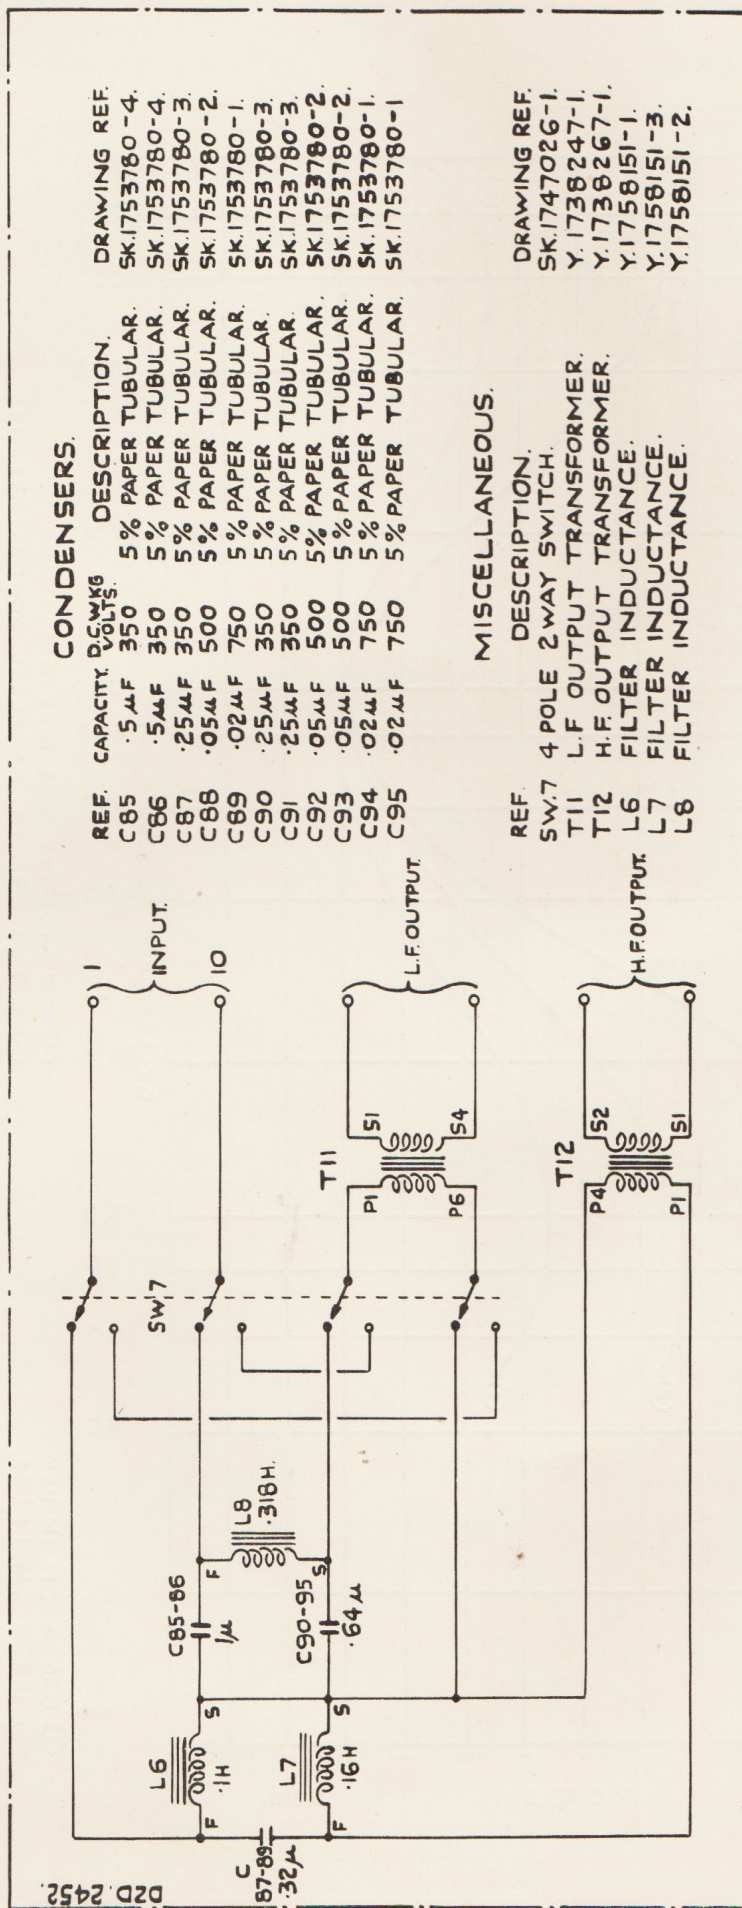 CONDENSERS.
REF. CAPACITY. D.C.WKG VOLTS. DESCRIPTION. DRAWING REF.
C85 ·5µF 350 5% PAPER TUBULAR. SK.1753780-4.
C86 ·5µF 350 5% PAPER TUBULAR. SK.1753780-4.
C87 ·25µF 350 5% PAPER TUBULAR. SK.1753780-3.
C88 ·05µF 500 5% PAPER TUBULAR. SK.1753780-2.
C89 ·02µF 750 5% PAPER TUBULAR. SK.1753780-1.
C90 ·25µF 350 5% PAPER TUBULAR. SK.1753780-3.
C91 ·25µF 350 5% PAPER TUBULAR. SK.1753780-3.
C92 ·05µF 500 5% PAPER TUBULAR. SK.1753780-2.
C93 ·05µF 500 5% PAPER TUBULAR. SK.1753780-2.
C94 ·02µF 750 5% PAPER TUBULAR. SK.1753780-1.
C95 ·02µF 750 5% PAPER TUBULAR. SK.1753780-1
MISCELLANEOUS.
REF. DESCRIPTION. DRAWING REF.
SW.7 4 POLE 2WAY SWITCH. SK.1747026-1.
T11 L.F OUTPUT TRANSFORMER. Y.1738247-1.
T12 H.F. OUTPUT TRANSFORMER. Y.1738267-1.
L6 FILTER INDUCTANCE. Y.1758151-1.
L7 FILTER INDUCTANCE. Y.1758151-3.
L8 FILTER INDUCTANCE. Y.1758151-2.
1
INPUT.
10
L.F. OUTPUT.
H.F. OUTPUT.
SW.7
T11
P1 S1
P6 S4
T12
P4 S2
P1 S1
L8
·318H.
F
S
C85-86
1µ
C90-95
·64µ
L6
·1H
F S
L7
·16H
F S
C
87-89
·32µ
DZD.2452.